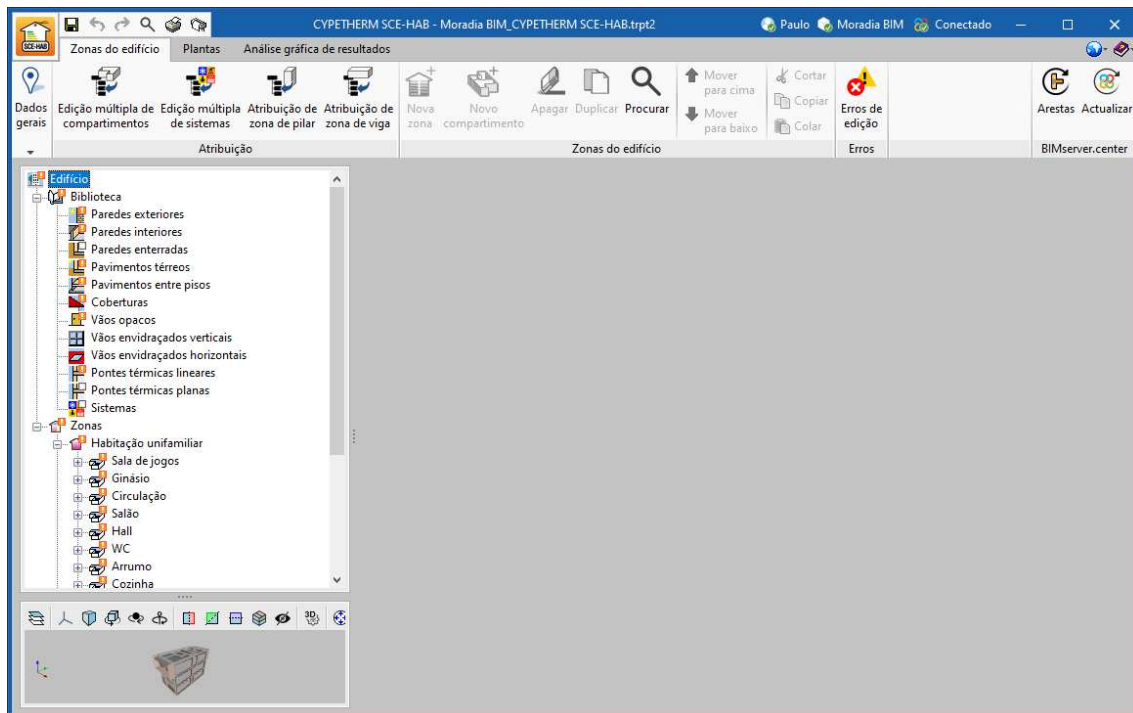 CYPETHERM SCE-HAB - Moradia BIM_CYPETHERM SCE-HAB.trpt2
Paulo
Moradia BIM
Conectado
SCE-HAB
Zonas do edifício
Plantas
Análise gráfica de resultados
Dados
gerais
Edição múltipla de
compartimentos
Edição múltipla
de sistemas
Atribuição de
zona de pilar
Atribuição de
zona de viga
Nova
zona
Novo
compartimento
Apagar
Duplicar
Procurar
Mover
para cima
Mover
para baixo
Cortar
Copiar
Colar
Erros de
edição
Arestas
Actualizar
Atribuição
Zonas do edifício
Erros
BIMserver.center
Edifício
Biblioteca
Paredes exteriores
Paredes interiores
Paredes enterradas
Pavimentos térreos
Pavimentos entre pisos
Coberturas
Vãos opacos
Vãos envidraçados verticais
Vãos envidraçados horizontais
Pontes térmicas lineares
Pontes térmicas planas
Sistemas
Zonas
Habitação unifamiliar
Sala de jogos
Ginásio
Circulação
Salão
Hall
WC
Arrumo
Cozinha
3D